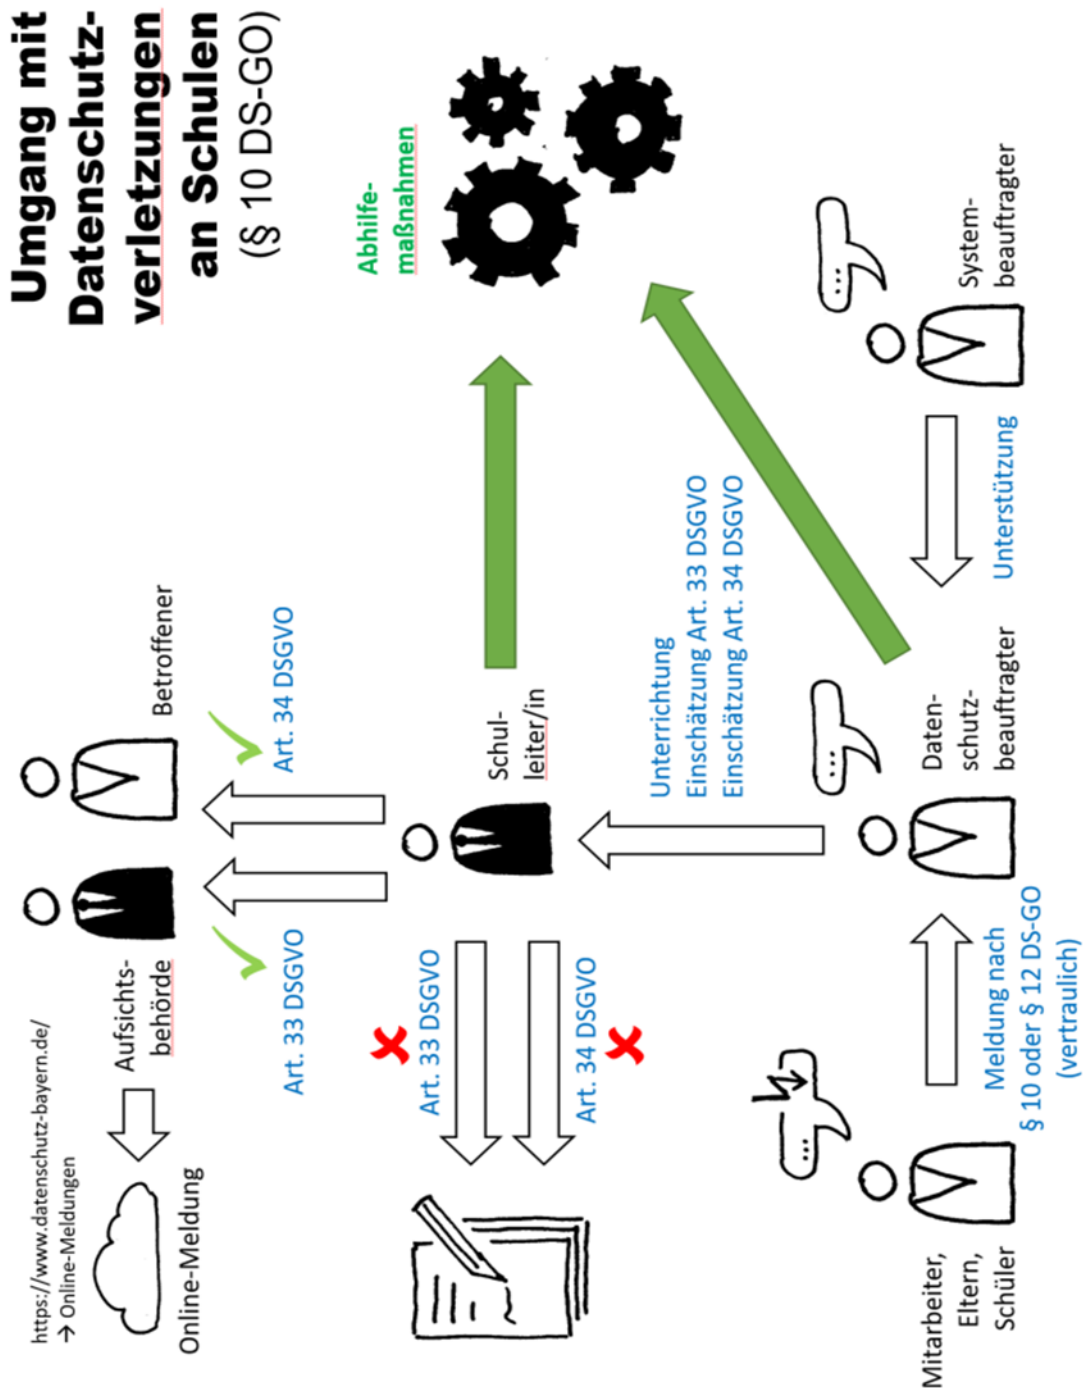 Umgang mit
Datenschutz-
verletzungen
an Schulen
(§ 10 DS-GO)
https://www.datenschutz-bayern.de/
→ Online-Meldungen
Online-Meldung
Aufsichts-
behörde
Betroffener
Art. 33 DSGVO
Art. 34 DSGVO
Abhilfe-
maßnahmen
Art. 33 DSGVO
Art. 34 DSGVO
Schul-
leiter/in
Unterrichtung
Einschätzung Art. 33 DSGVO
Einschätzung Art. 34 DSGVO
...
...
...
Mitarbeiter,
Eltern,
Schüler
Meldung nach
§ 10 oder § 12 DS-GO
(vertraulich)
Daten-
schutz-
beauftragter
Unterstützung
System-
beauftragter